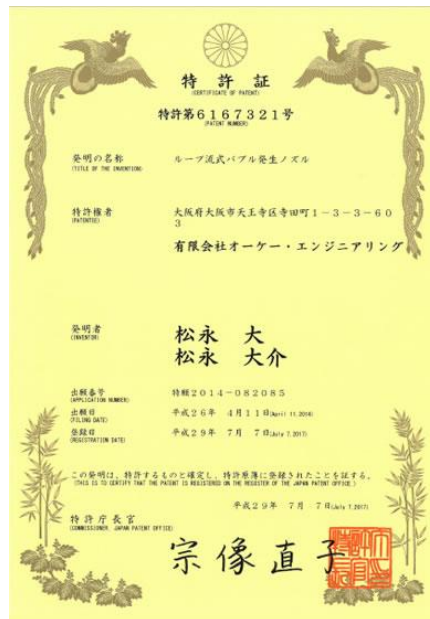 特許証
(CERTIFICATE OF PATENT)
特許第6167321号
(PATENT NUMBER)
発明の名称
(TITLE OF THE INVENTION)
ループ流式バブル発生ノズル
特許権者
(PATENTEE)
大阪府大阪市天王寺区寺田町1-3-3-60
3
有限会社オーケー・エンジニアリング
発明者
(INVENTOR)
松永 大
松永 大介
出願番号
(APPLICATION NUMBER)
特願2014-082085
出願日
(FILING DATE)
平成26年 4月11日(April 11,2014)
登録日
(REGISTRATION DATE)
平成29年 7月 7日(July 7,2017)
この発明は、特許するものと確定し、特許原簿に登録されたことを証する。
(THIS IS TO CERTIFY THAT THE PATENT IS REGISTERED ON THE REGISTER OF THE JAPAN PATENT OFFICE.)
平成29年 7月 7日(July 7,2017)
特許庁長官
(COMMISSIONER, JAPAN PATENT OFFICE)
宗像直子